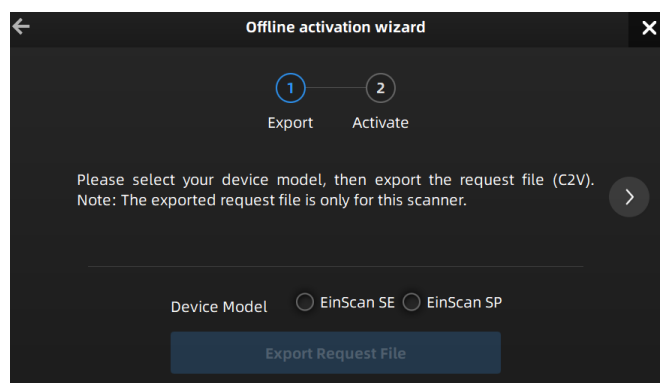 Offline activation wizard
1 2
Export Activate
Please select your device model, then export the request file (C2V).
Note: The exported request file is only for this scanner.
Device Model EinScan SE EinScan SP
Export Request File